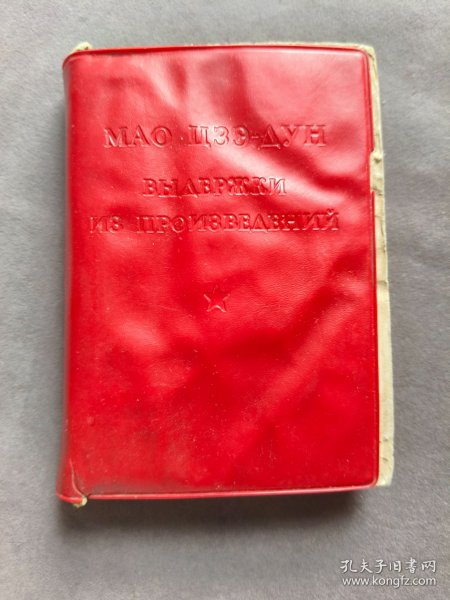 МАО ЦЗЭ-ДУН
ВЫДЕРЖКИ
ИЗ ПРОИЗВЕДЕНИЙ
孔夫子旧书网
www.kongfz.com